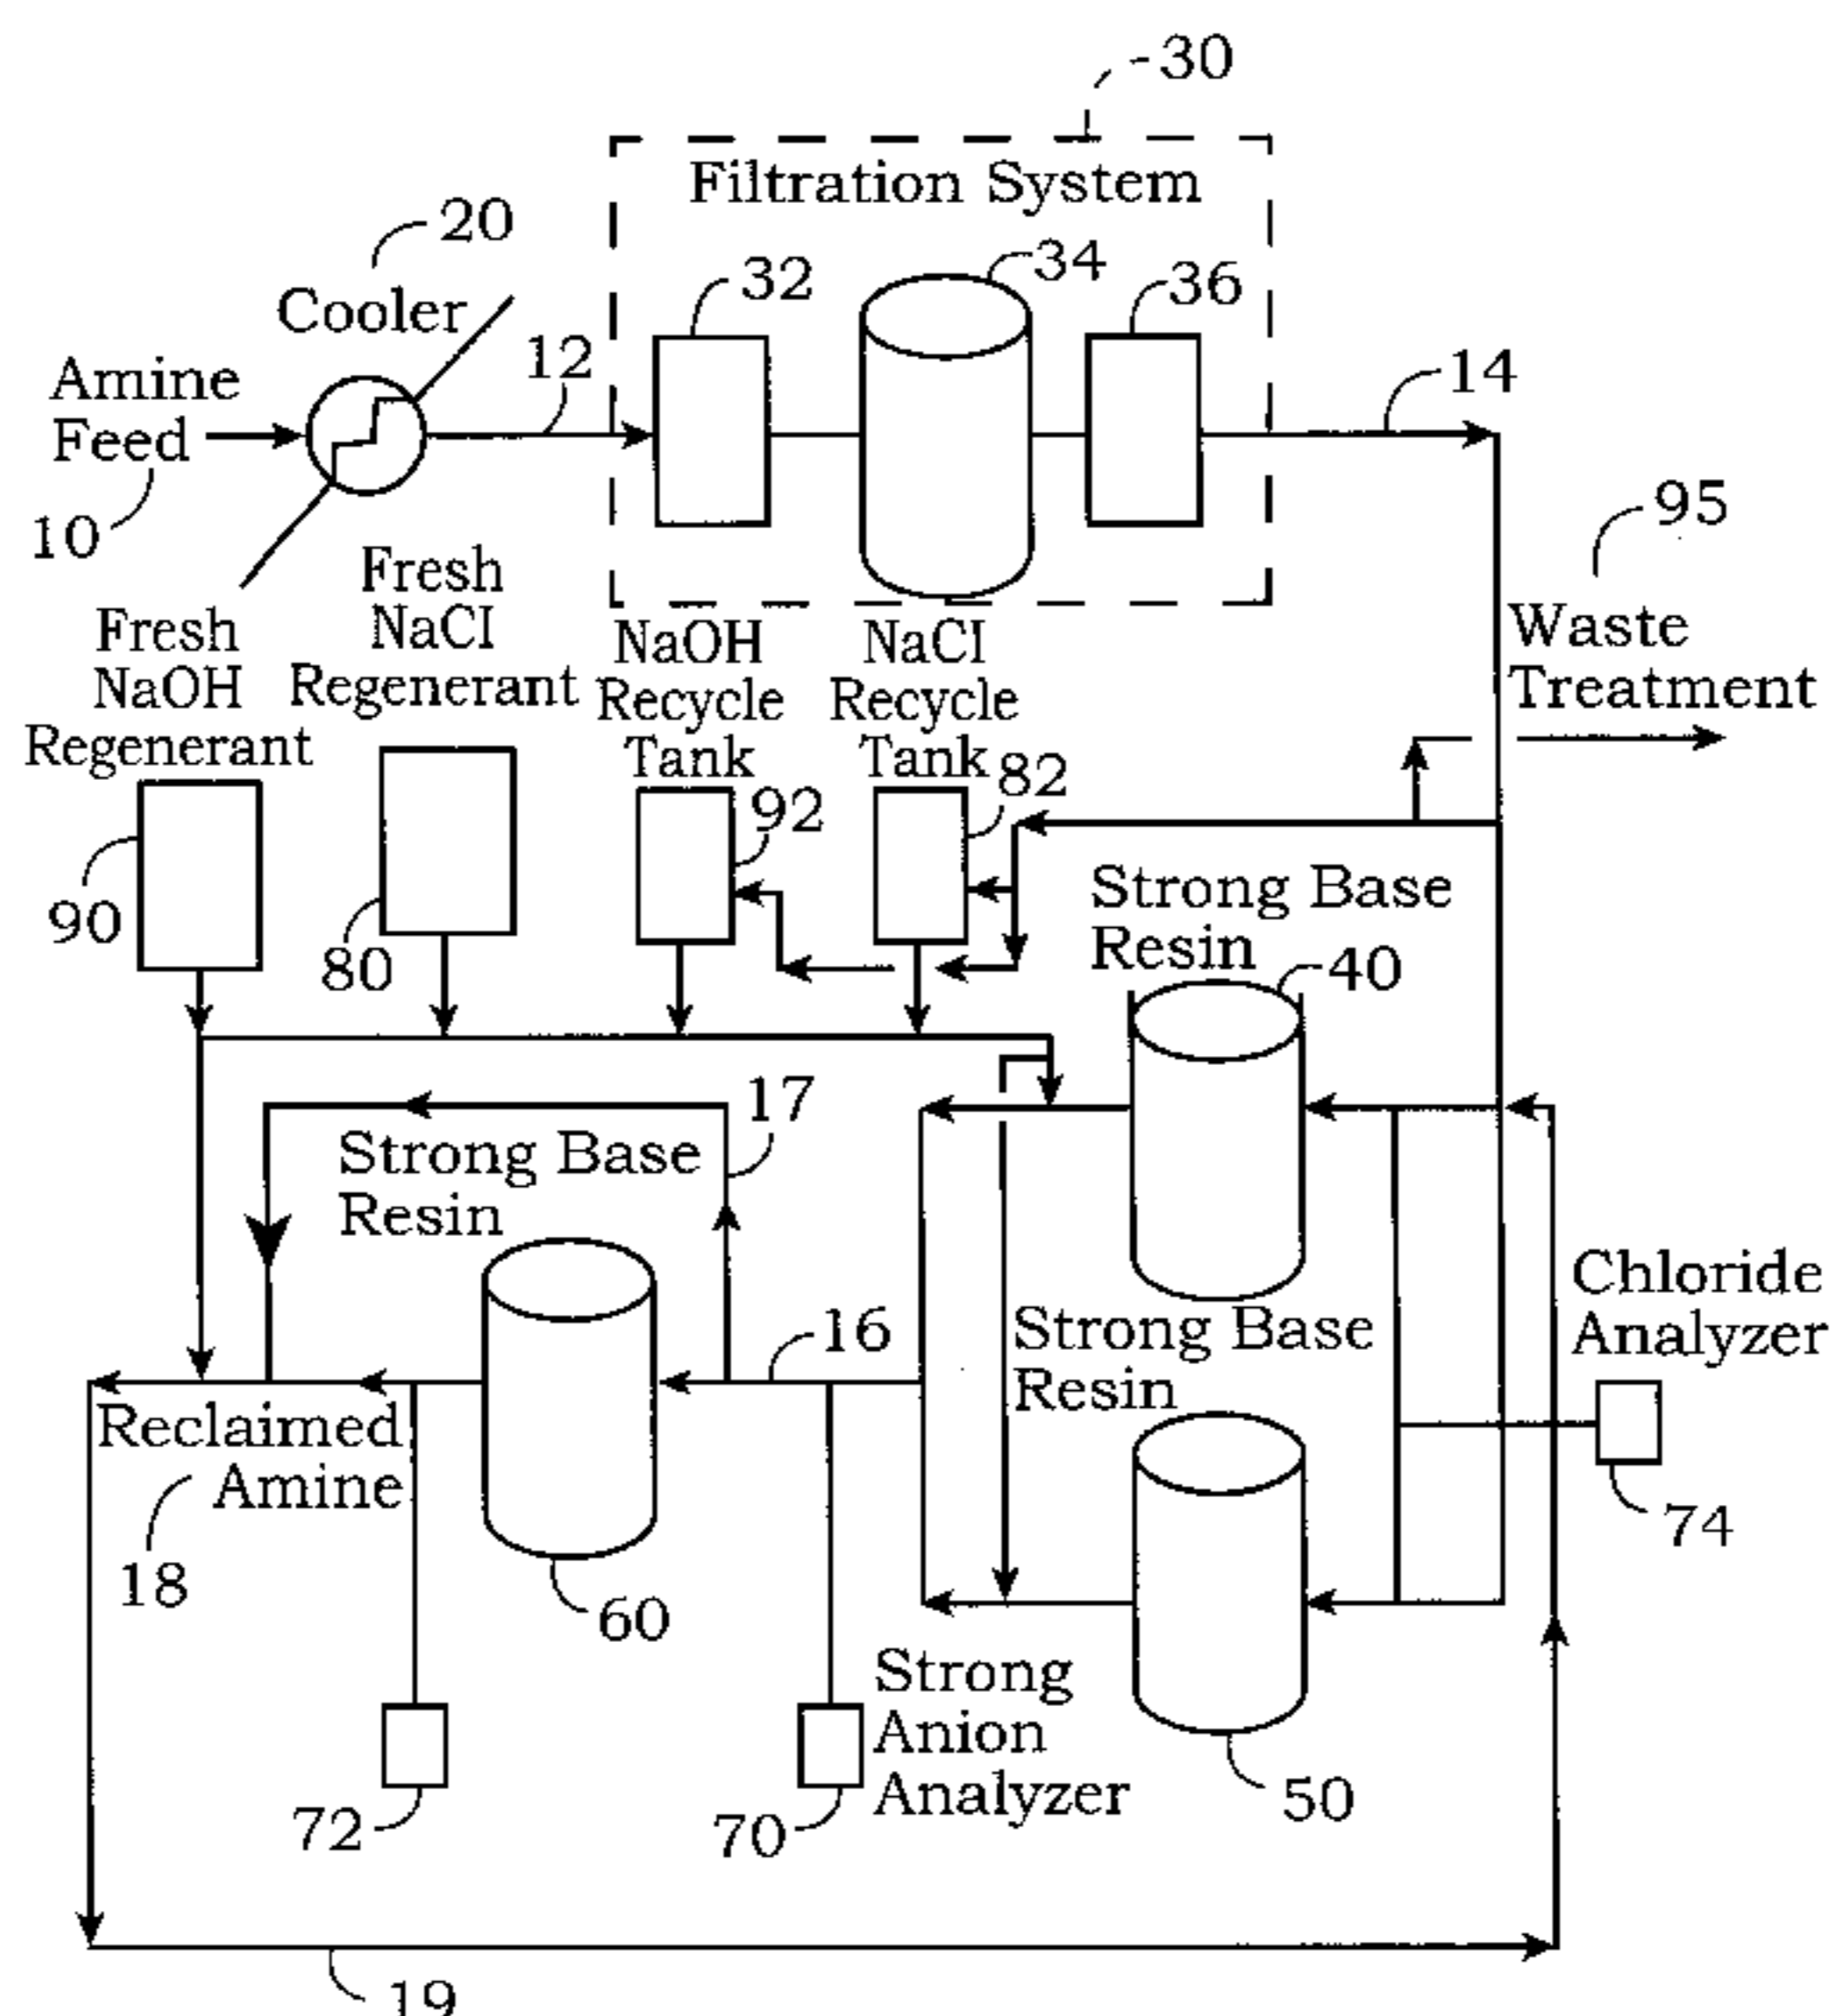 30
Filtration System
20
Cooler
32
34
36
12
14
Amine
Feed
10
95
Fresh
NaOH
Regenerant
Fresh
NaCI
Regenerant
NaOH
Recycle
Tank
NaCI
Recycle
Tank
Waste
Treatment
92
82
90
80
Strong Base
Resin
40
17
Strong Base
Resin
16
Strong Base
Resin
Chloride
Analyzer
Reclaimed
Amine
18
60
74
Strong
Anion
Analyzer
72
70
50
19